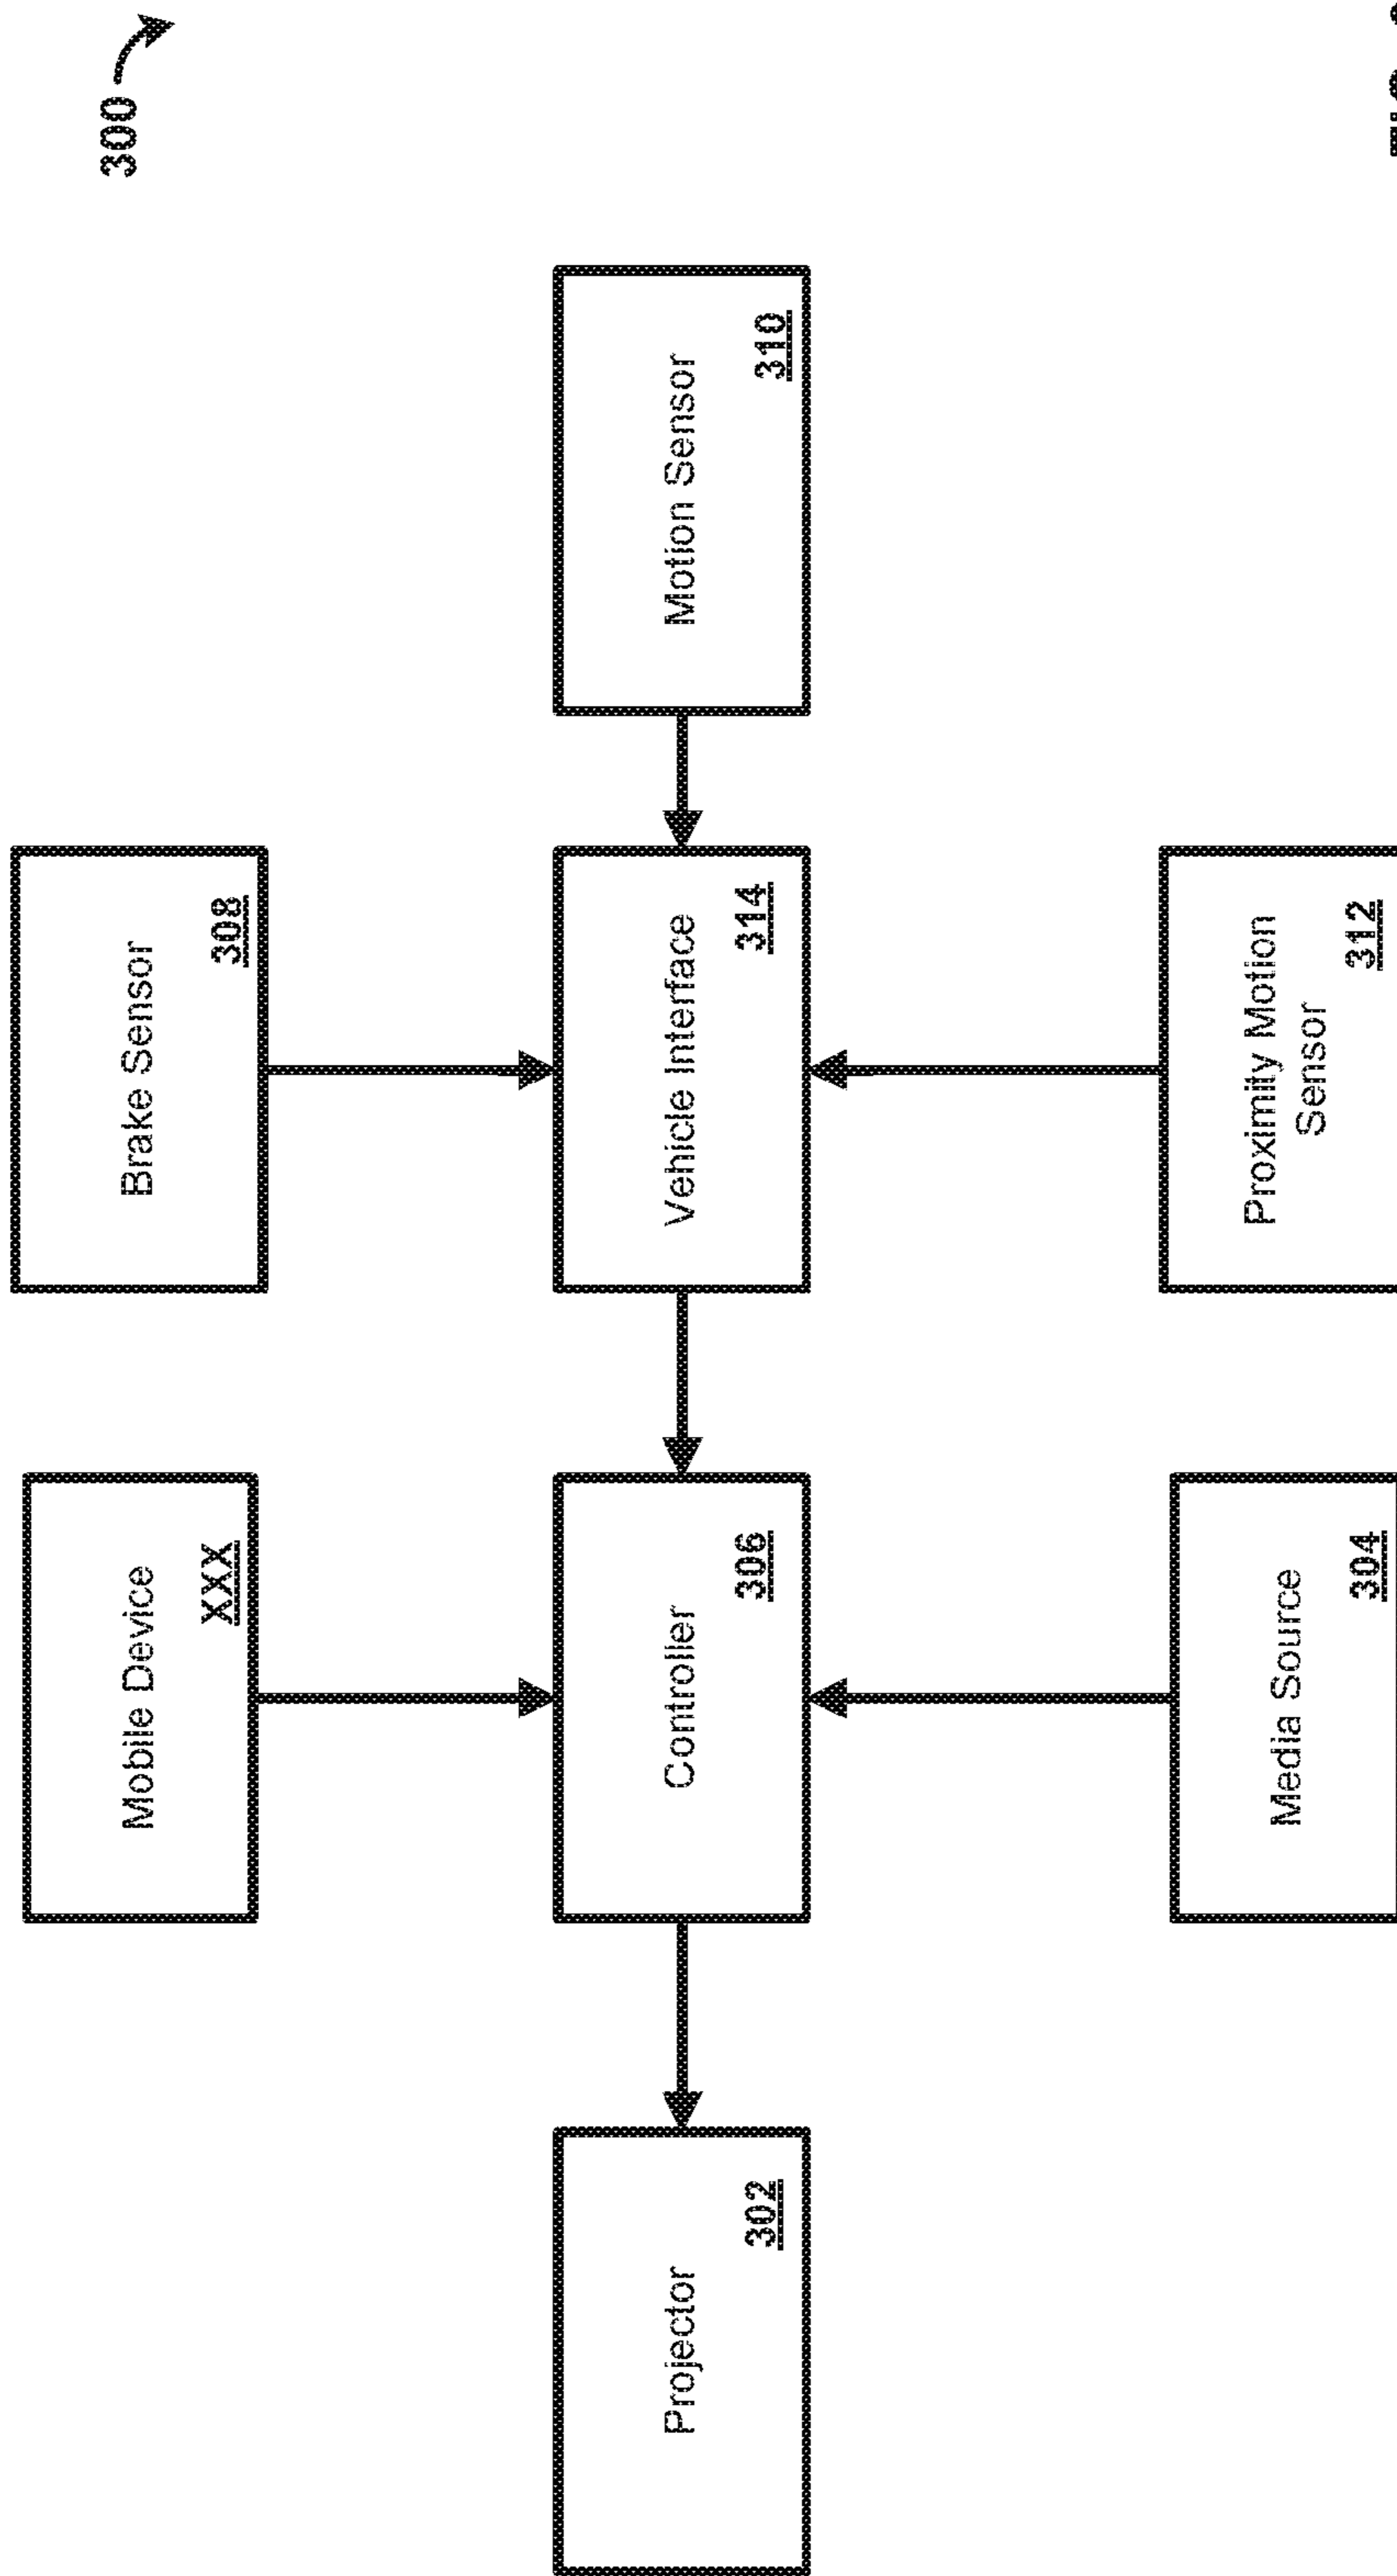 300
Mobile Device
XXX
Brake Sensor
308
Projector
302
Controller
306
Vehicle Interface
314
Motion Sensor
310
Media Source
304
Proximity Motion
Sensor
312